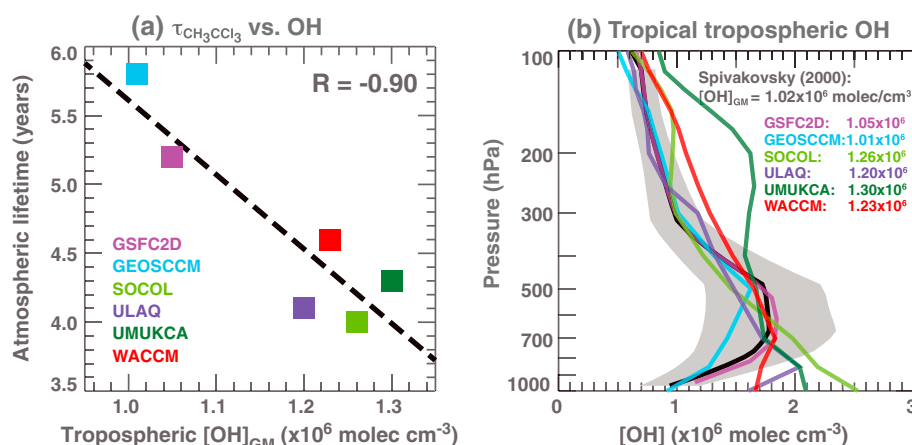 (a) τCH3CCl3 vs. OH
6.0
5.5
5.0
4.5
4.0
3.5
Atmospheric lifetime (years)
R = -0.90
GSFC2D
GEOSCCM
SOCOL
ULAQ
UMUKCA
WACCM
1.0 1.1 1.2 1.3
Tropospheric [OH]GM (x10⁶ molec cm⁻³)
(b) Tropical tropospheric OH
100
200
300
500
700
1000
Pressure (hPa)
Spivakovsky (2000):
[OH]GM = 1.02x10⁶ molec/cm³
GSFC2D: 1.05x10⁶
GEOSCCM: 1.01x10⁶
SOCOL: 1.26x10⁶
ULAQ: 1.20x10⁶
UMUKCA: 1.30x10⁶
WACCM: 1.23x10⁶
0 1 2 3
[OH] (x10⁶ molec cm⁻³)